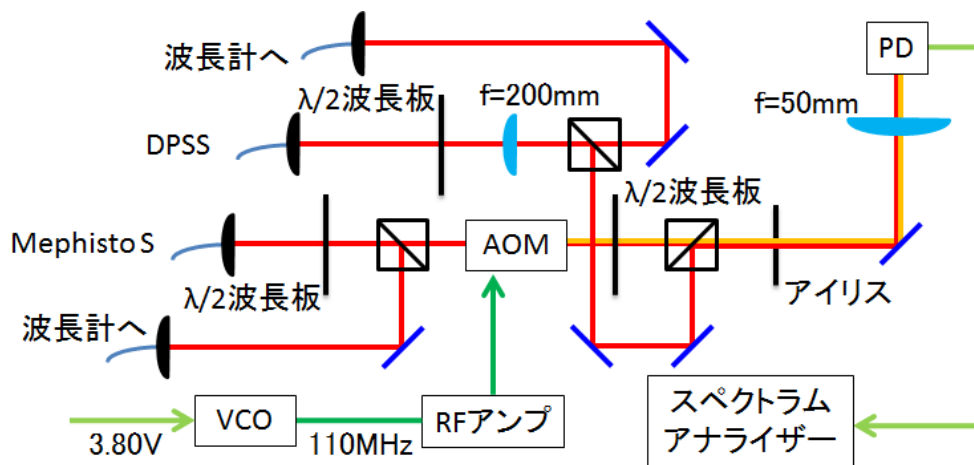 波長計へ
PD
λ/2波長板
f=200mm
f=50mm
DPSS
λ/2波長板
Mephisto S
AOM
λ/2波長板
アイリス
波長計へ
VCO
RFアンプ
スペクトラム
アナライザー
3.80V
110MHz